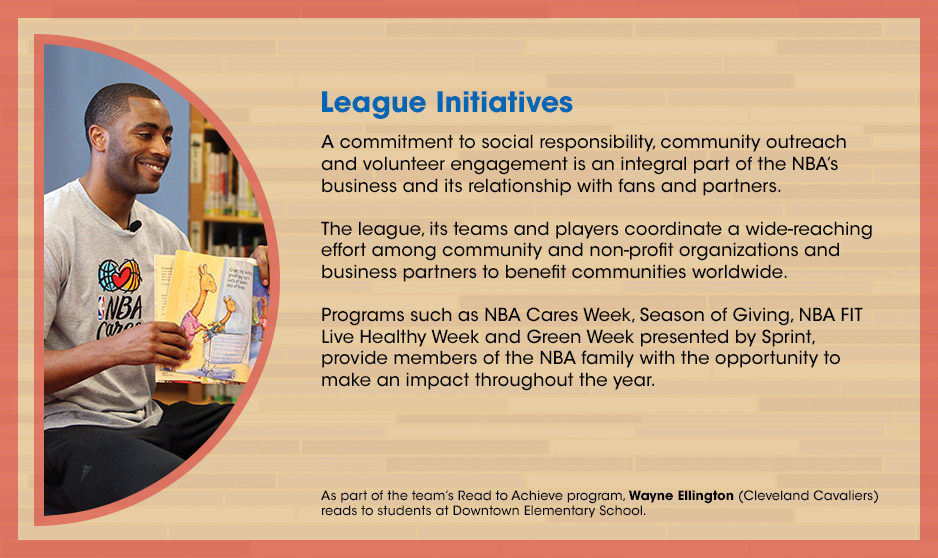 League Initiatives
A commitment to social responsibility, community outreach
and volunteer engagement is an integral part of the NBA's
business and its relationship with fans and partners.
The league, its teams and players coordinate a wide-reaching
effort among community and non-profit organizations and
business partners to benefit communities worldwide.
Programs such as NBA Cares Week, Season of Giving, NBA FIT
Live Healthy Week and Green Week presented by Sprint,
provide members of the NBA family with the opportunity to
make an impact throughout the year.
NBA
Cares
As part of the team's Read to Achieve program, Wayne Ellington (Cleveland Cavaliers)
reads to students at Downtown Elementary School.